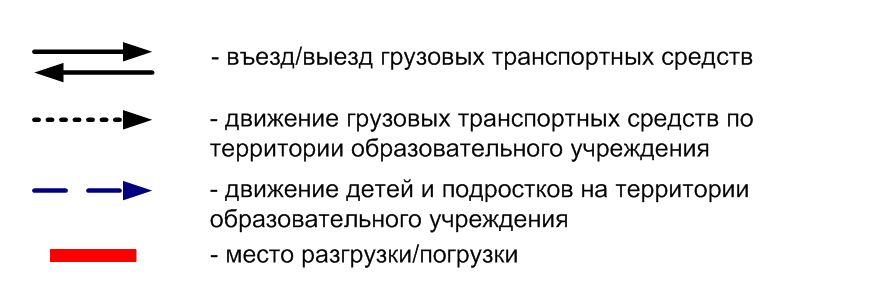 - въезд/выезд грузовых транспортных средств
- движение грузовых транспортных средств по
территории образовательного учреждения
- движение детей и подростков на территории
образовательного учреждения
- место разгрузки/погрузки